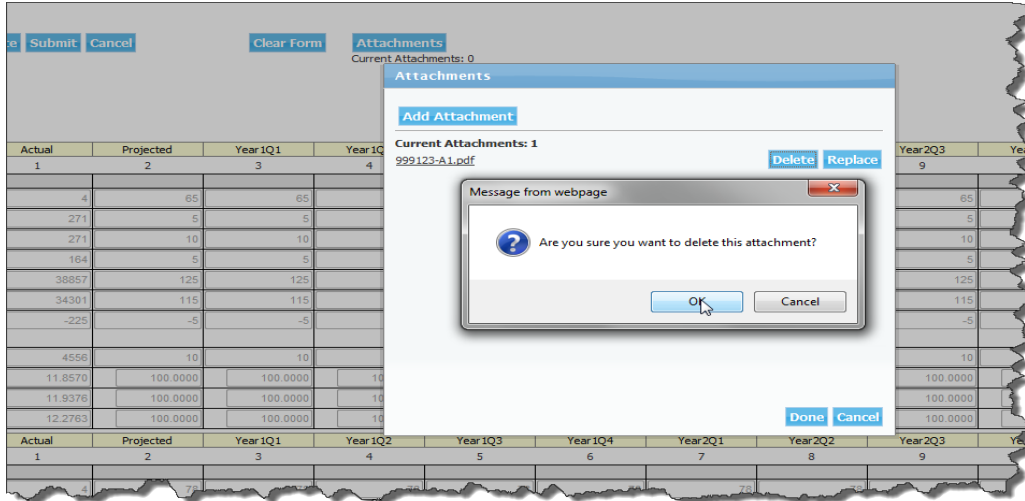 Submit Cancel Clear Form Attachments
Current Attachments: 0
Attachments
Add Attachment
Current Attachments: 1
999123-A1.pdf Delete Replace
Message from webpage
Are you sure you want to delete this attachment?
OK Cancel
Done Cancel
Actual Projected Year1Q1 Year2Q3
1 2 3 4 9
4 65 65 65
271 5 5 5
271 10 10 10
164 5 5 5
38857 125 125 125
34301 115 115 115
-225 -5 -5 -5
4556 10 10 10
11.8570 100.0000 100.0000 100.0000
11.9376 100.0000 100.0000 100.0000
12.2763 100.0000 100.0000 100.0000
Actual Projected Year1Q1 Year1Q2 Year1Q3 Year1Q4 Year2Q1 Year2Q2 Year2Q3
1 2 3 4 5 6 7 8 9